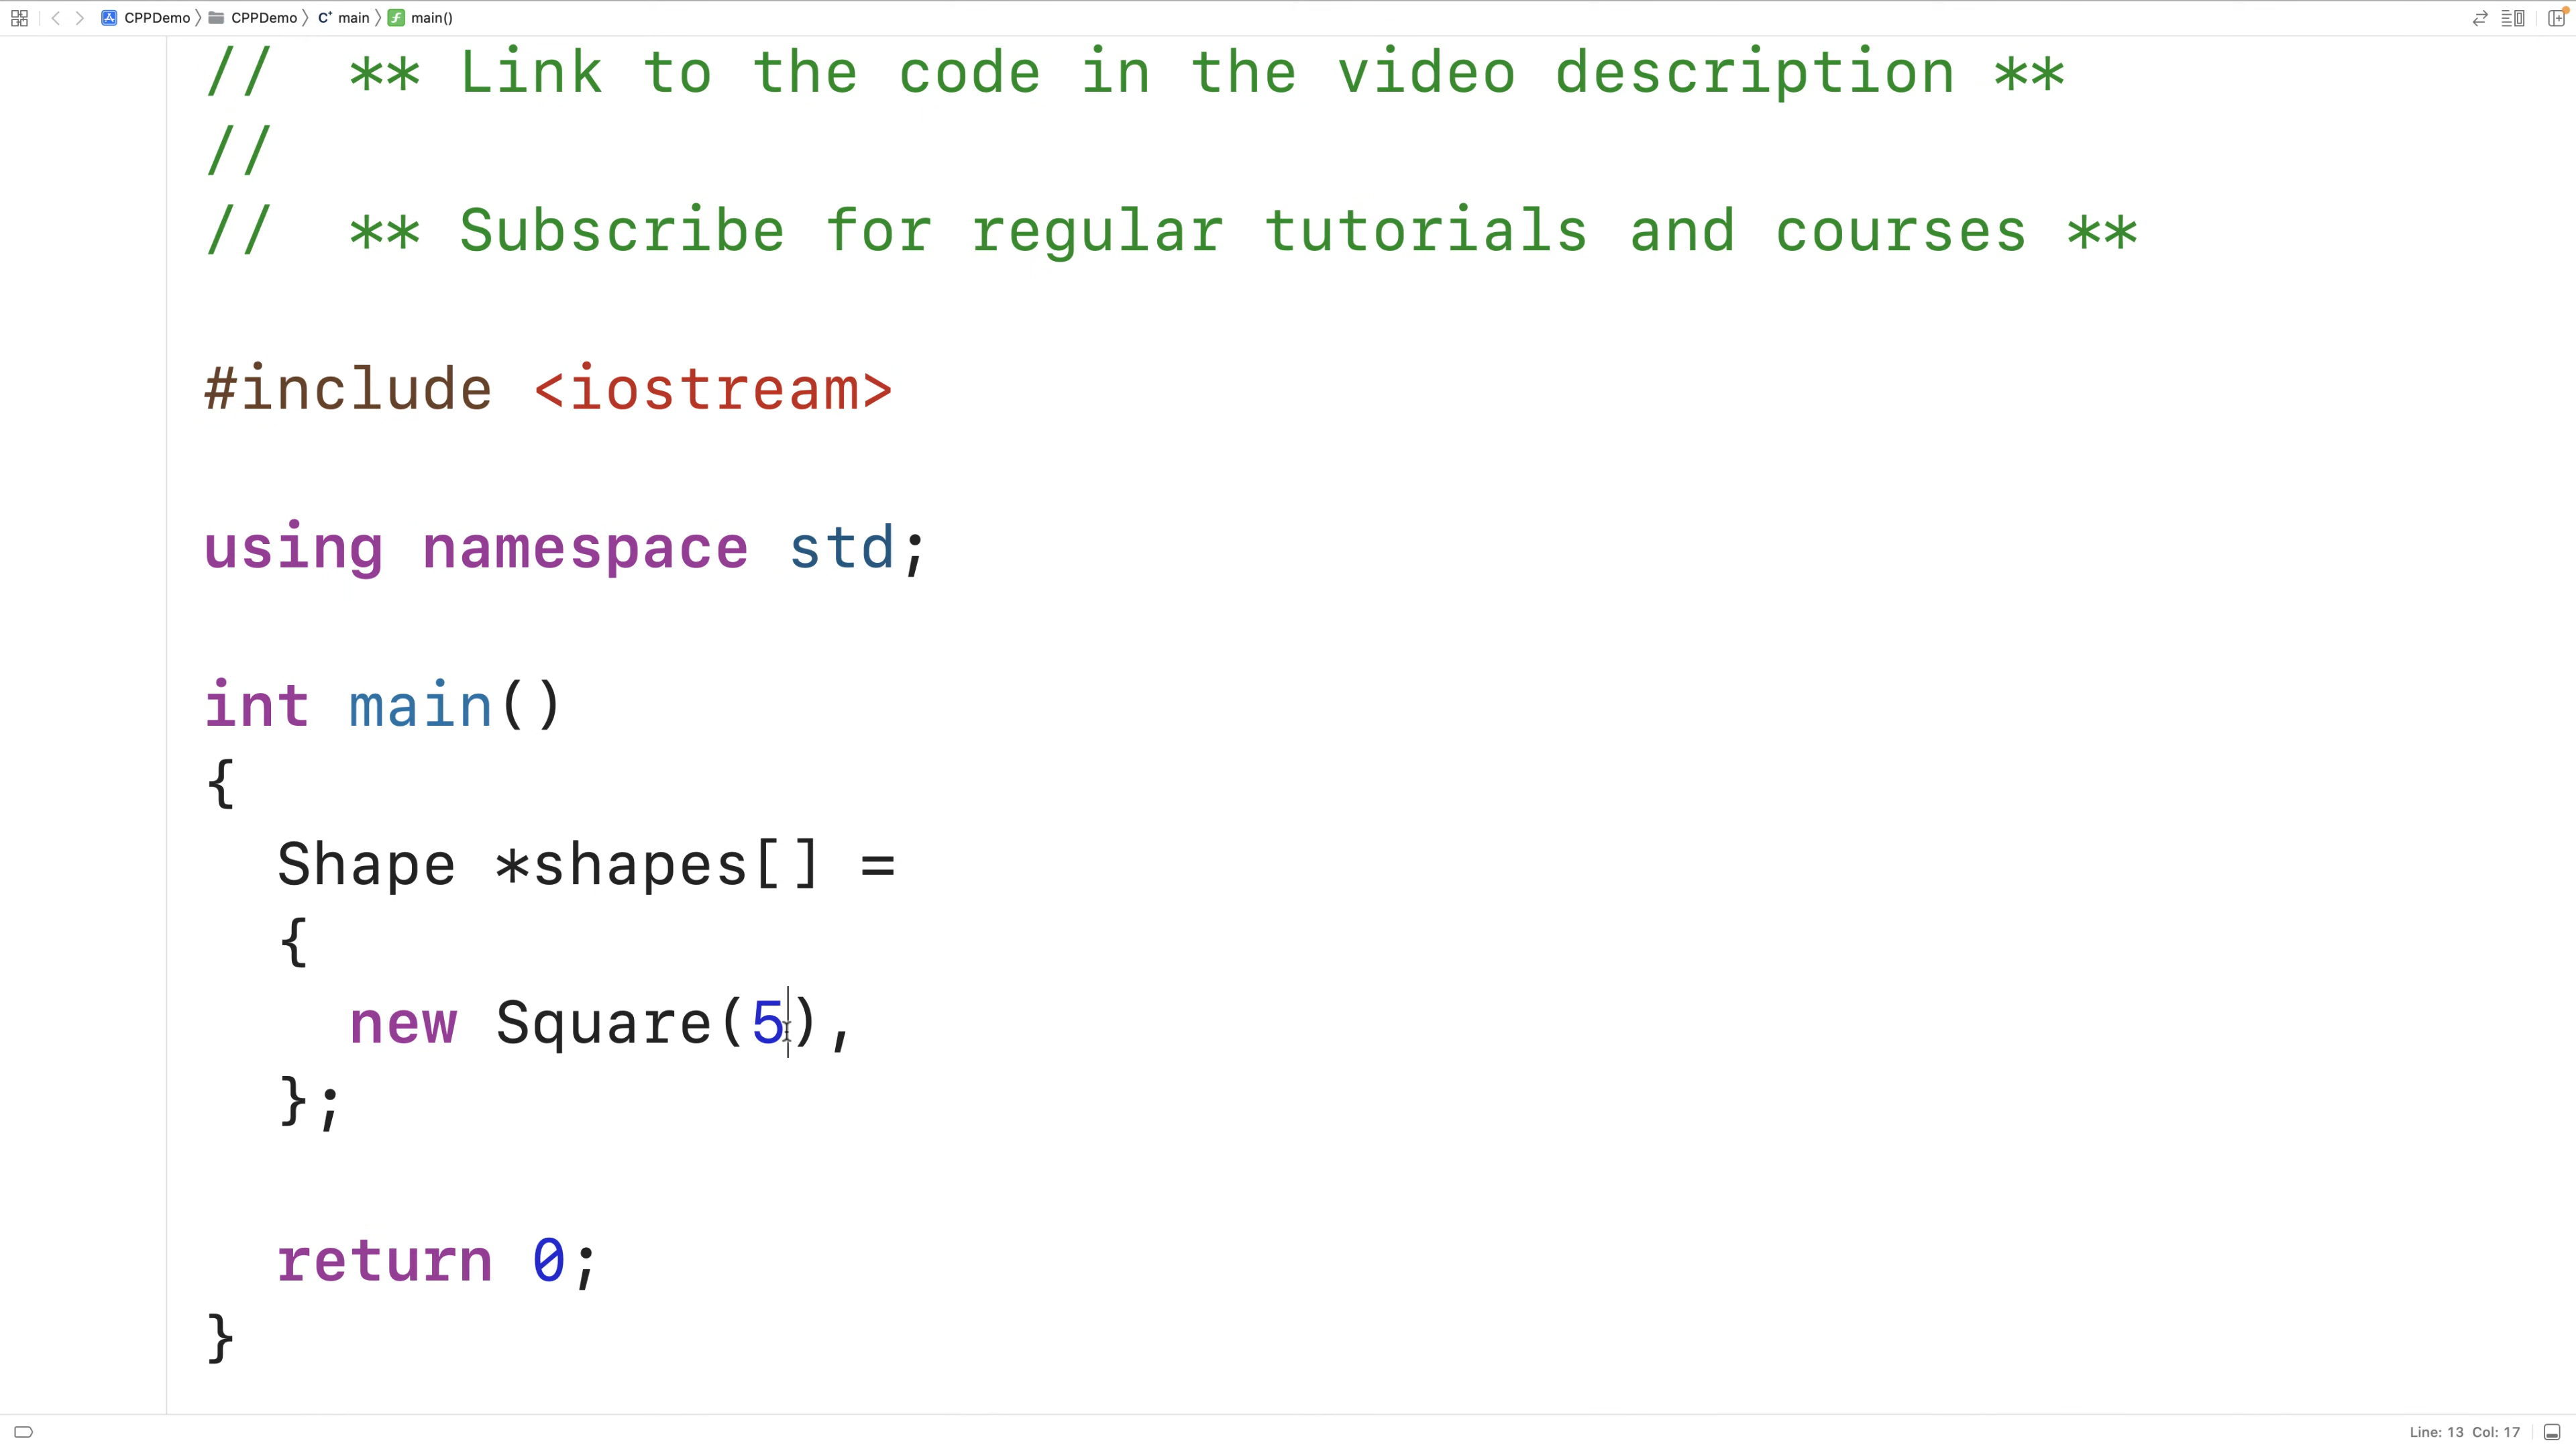 CPPDemo CPPDemo main main()
// ** Link to the code in the video description **
//
// ** Subscribe for regular tutorials and courses **
#include <iostream>
using namespace std;
int main()
{
Shape *shapes[] =
{
new Square(5),
};
return 0;
}
Line: 13 Col: 17